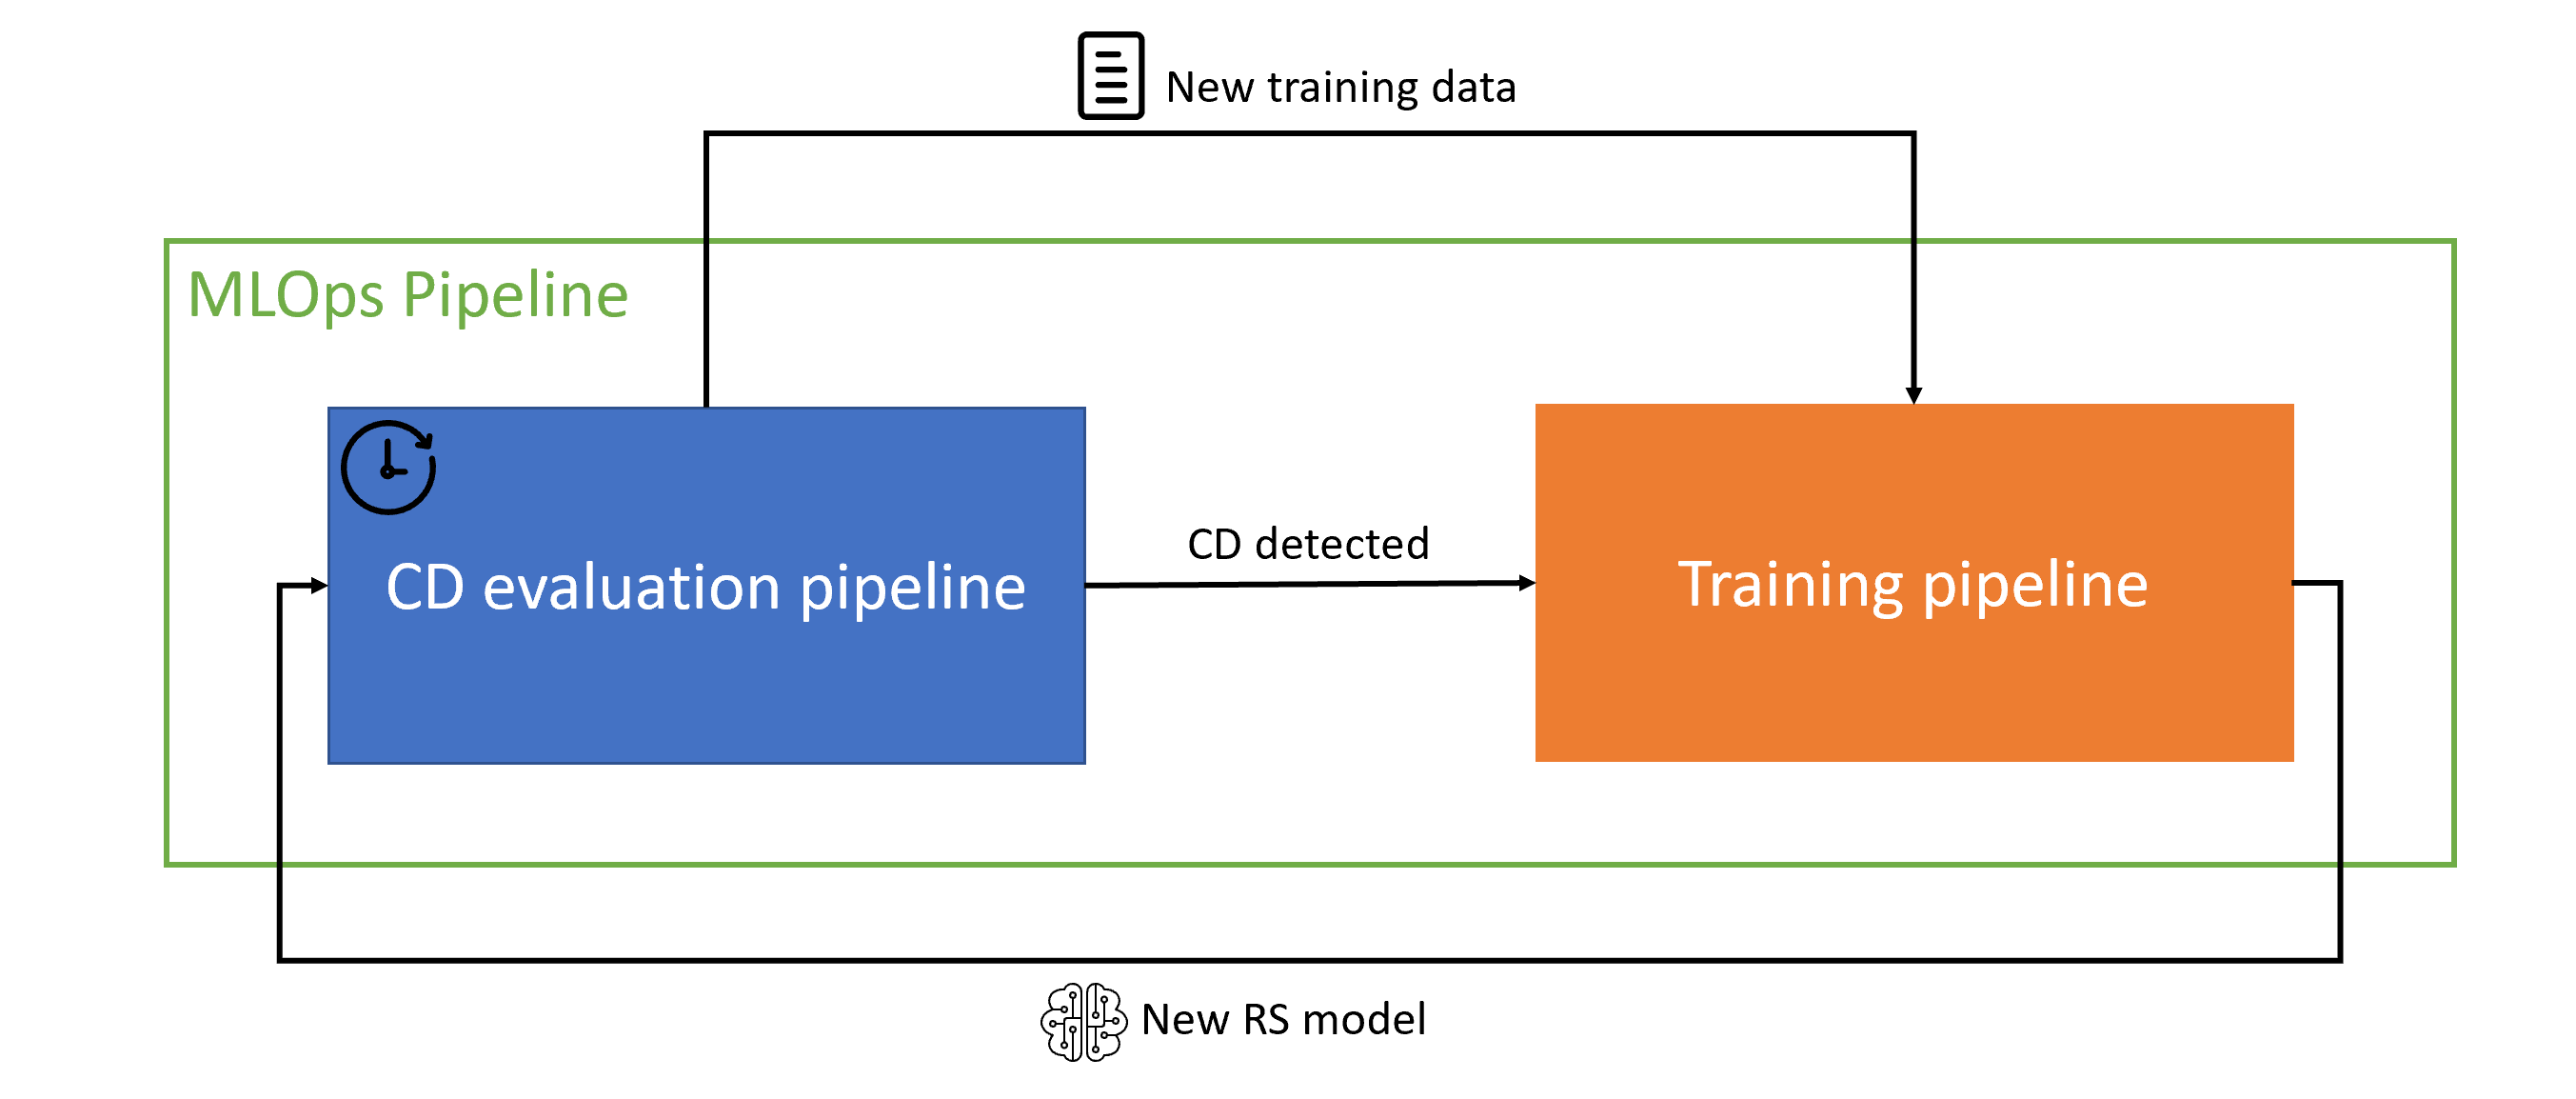 New training data
MLOps Pipeline
CD evaluation pipeline
CD detected
Training pipeline
New RS model